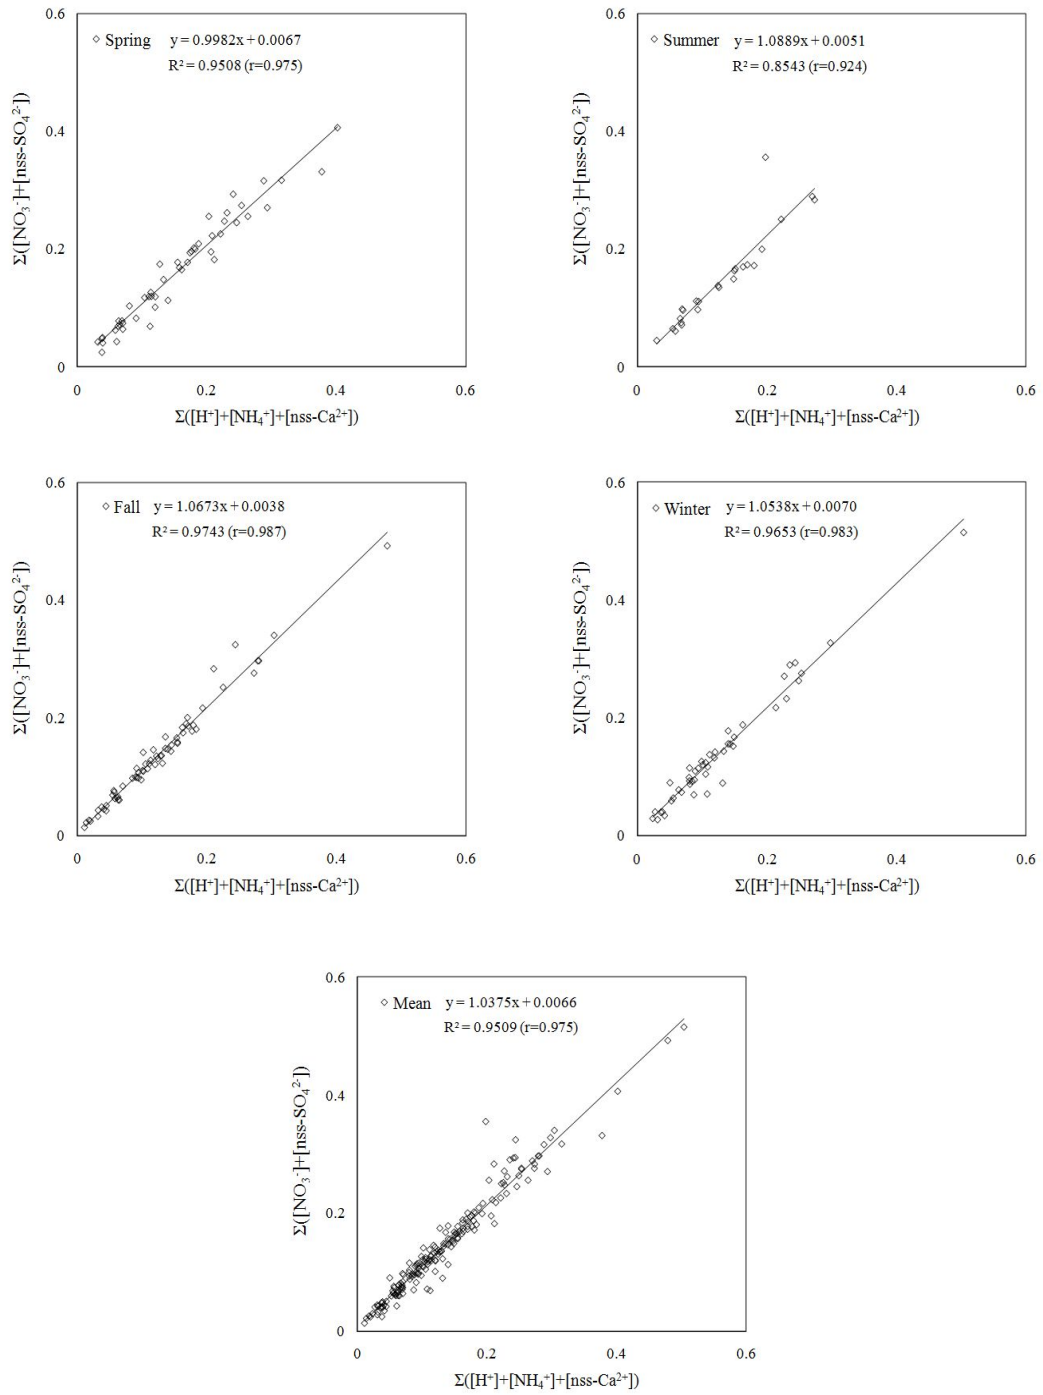 0.6
◇ Spring y = 0.9982x + 0.0067
R² = 0.9508 (r=0.975)
0.4
0.2
0
0 0.2 0.4 0.6
Σ([NO₃⁻]+[nss-SO₄²⁻])
Σ([H⁺]+[NH₄⁺]+[nss-Ca²⁺])
0.6
◇ Summer y = 1.0889x + 0.0051
R² = 0.8543 (r=0.924)
0.4
0.2
0
0 0.2 0.4 0.6
Σ([NO₃⁻]+[nss-SO₄²⁻])
Σ([H⁺]+[NH₄⁺]+[nss-Ca²⁺])
0.6
◇ Fall y = 1.0673x + 0.0038
R² = 0.9743 (r=0.987)
0.4
0.2
0
0 0.2 0.4 0.6
Σ([NO₃⁻]+[nss-SO₄²⁻])
Σ([H⁺]+[NH₄⁺]+[nss-Ca²⁺])
0.6
◇ Winter y = 1.0538x + 0.0070
R² = 0.9653 (r=0.983)
0.4
0.2
0
0 0.2 0.4 0.6
Σ([NO₃⁻]+[nss-SO₄²⁻])
Σ([H⁺]+[NH₄⁺]+[nss-Ca²⁺])
0.6
◇ Mean y = 1.0375x + 0.0066
R² = 0.9509 (r=0.975)
0.4
0.2
0
0 0.2 0.4 0.6
Σ([NO₃⁻]+[nss-SO₄²⁻])
Σ([H⁺]+[NH₄⁺]+[nss-Ca²⁺])